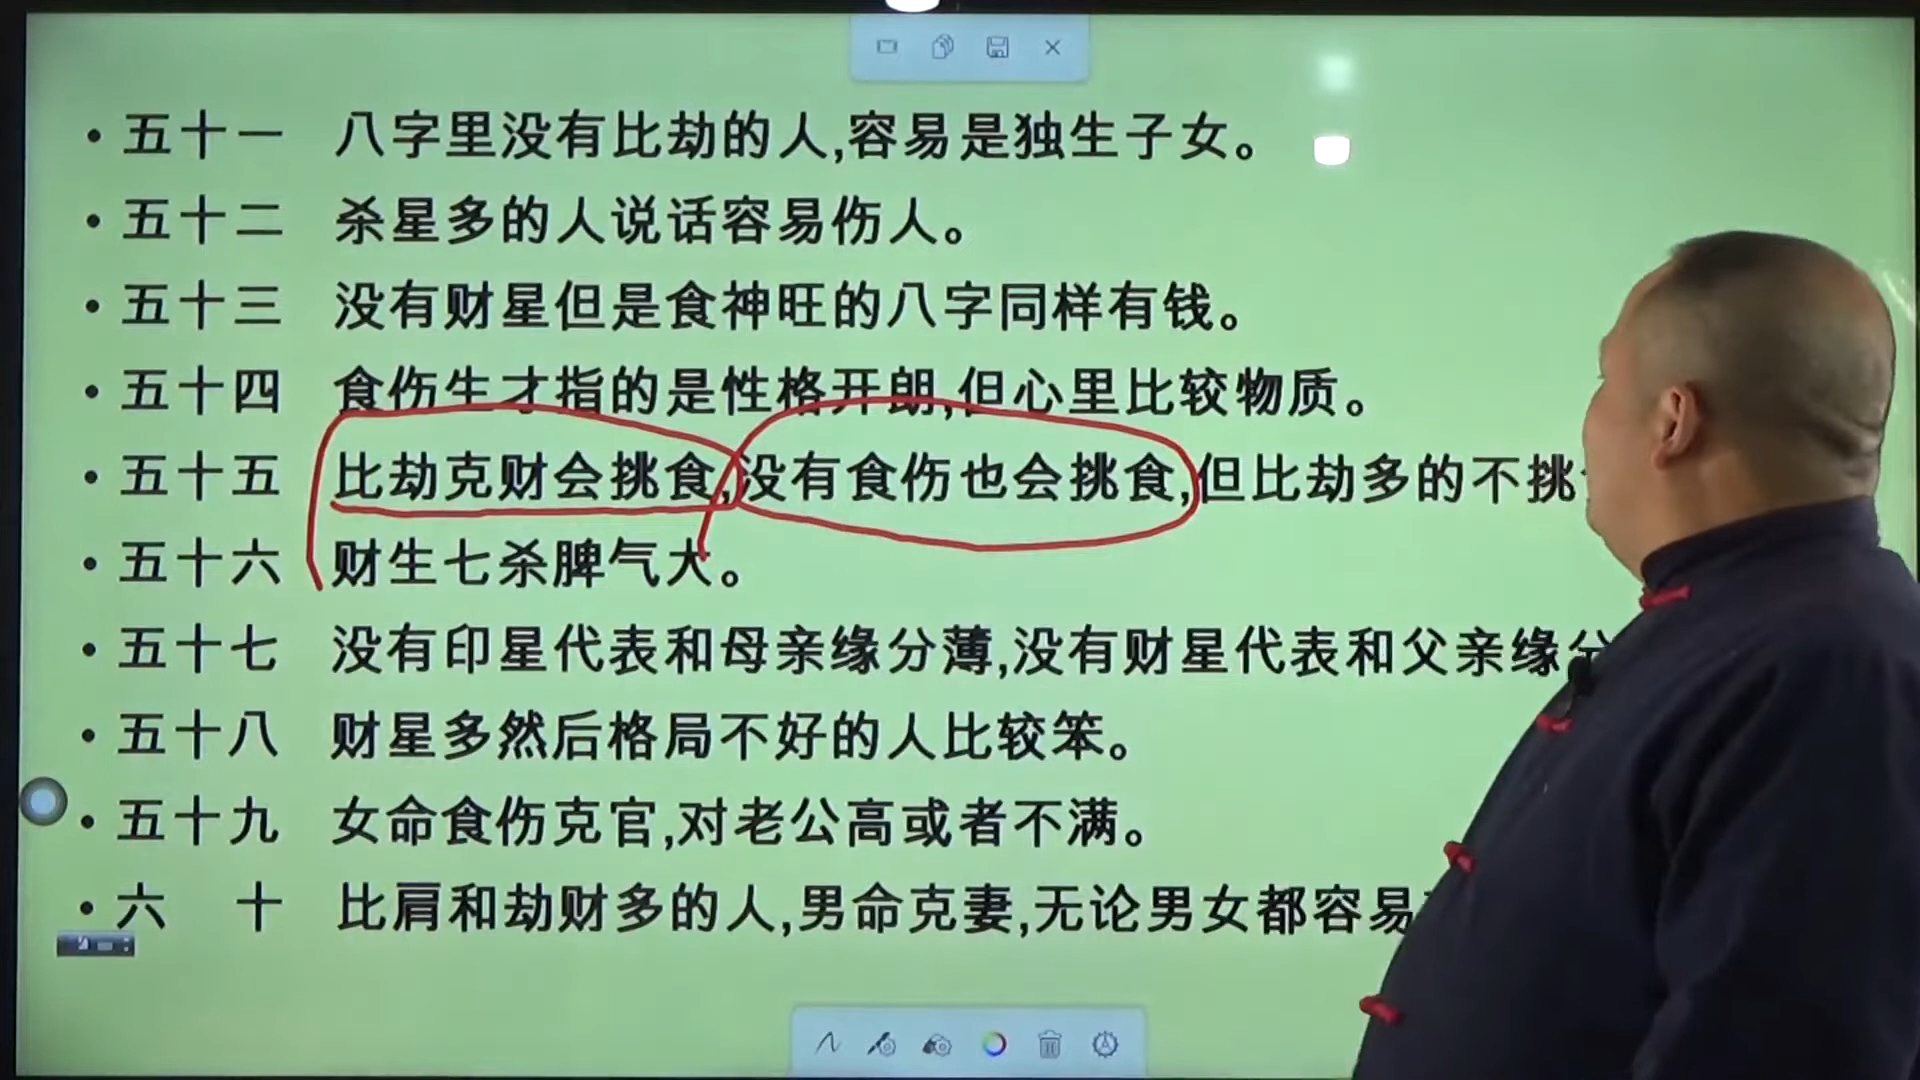 • 五十一 八字里没有比劫的人,容易是独生子女。
• 五十二 杀星多的人说话容易伤人。
• 五十三 没有财星但是食神旺的八字同样有钱。
• 五十四 食伤生才指的是性格开朗,但心里比较物质。
• 五十五 比劫克财会挑食,没有食伤也会挑食,但比劫多的不挑
• 五十六 财生七杀脾气大。
• 五十七 没有印星代表和母亲缘分薄,没有财星代表和父亲缘分
• 五十八 财星多然后格局不好的人比较笨。
• 五十九 女命食伤克官,对老公高或者不满。
• 六 十 比肩和劫财多的人,男命克妻,无论男女都容易